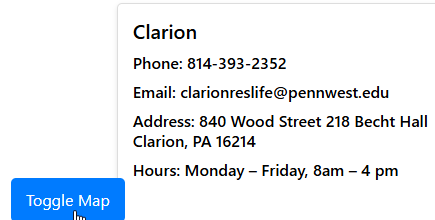 Clarion
Phone: 814-393-2352
Email: clarionreslife@pennwest.edu
Address: 840 Wood Street 218 Becht Hall
Clarion, PA 16214
Hours: Monday – Friday, 8am – 4 pm
Toggle Map